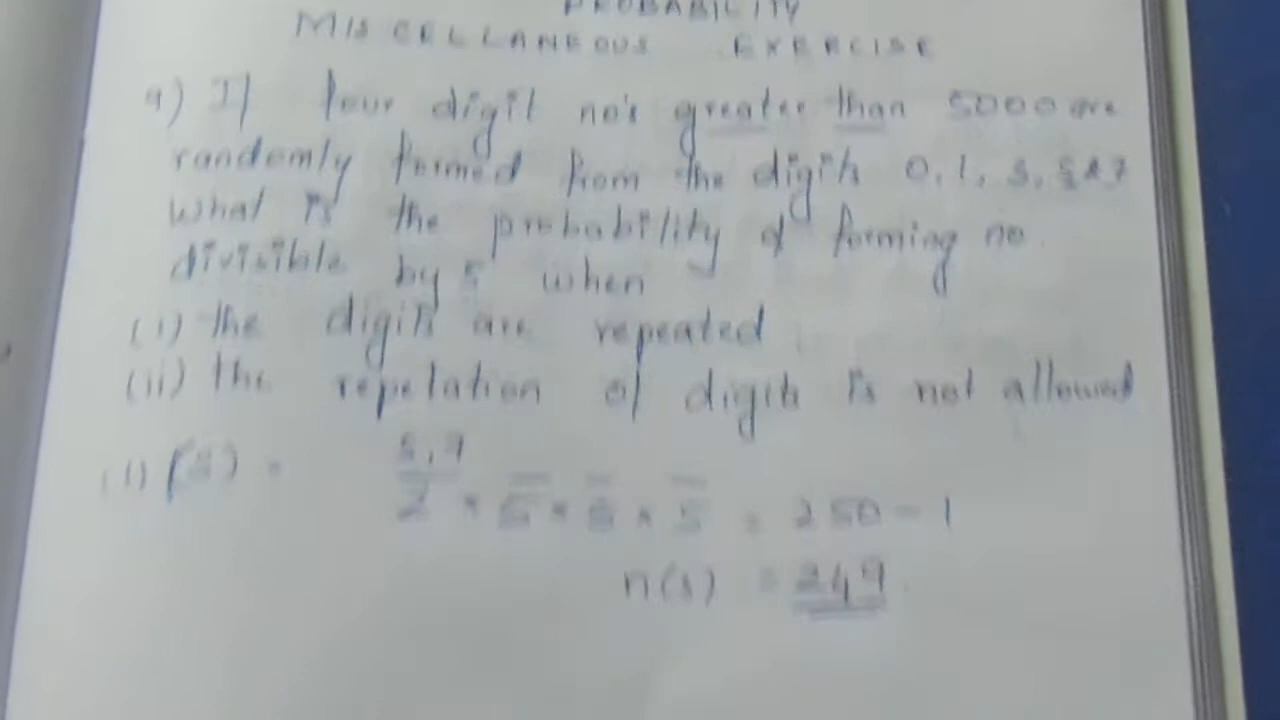 PROBABILITY
MISCELLANEOUS EXERCISE
9) If four digit no's greater than 5000 are
randomly formed from the digits 0, 1, 3, 5 & 7
What is the probability of forming no
divisible by 5 when
(i) the digits are repeated
(ii) the repetation of digits is not allowed
5, 7
(i) (S) = 2 × 5 × 5 × 5 = 250 - 1
n(s) = 249